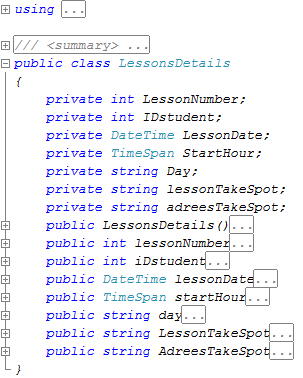 using ...
/// <summary> ...
public class LessonsDetails
{
private int LessonNumber;
private int IDstudent;
private DateTime LessonDate;
private TimeSpan StartHour;
private string Day;
private string lessonTakeSpot;
private string adreesTakeSpot;
public LessonsDetails()...
public int lessonNumber...
public int iDstudent...
public DateTime lessonDate...
public TimeSpan startHour...
public string day...
public string LessonTakeSpot...
public string AdreesTakeSpot...
}